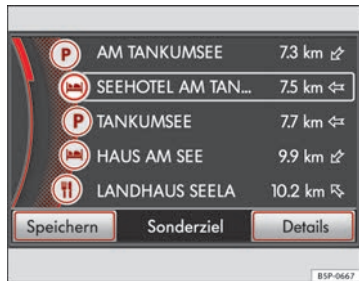 P AM TANKUMSEE 7.3 km
SEEHOTEL AM TAN... 7.5 km
P TANKUMSEE 7.7 km
HAUS AM SEE 9.9 km
LANDHAUS SEELA 10.2 km
Speichern Sonderziel Details
B5P-0667